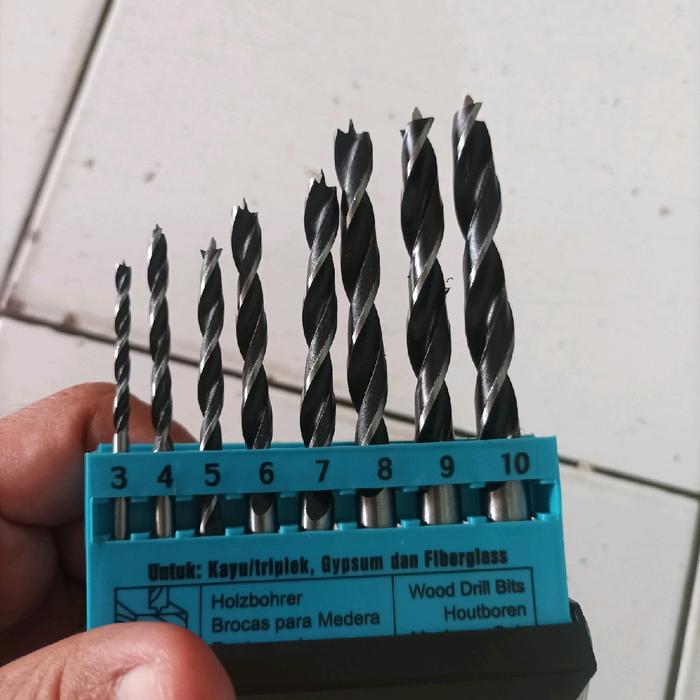 3 4 5 6 7 8 9 10
Untuk: Kayu/triplek, Gypsum dan Fiberglass
Holzbohrer
Brocas para Medera
Wood Drill Bits
Houtboren